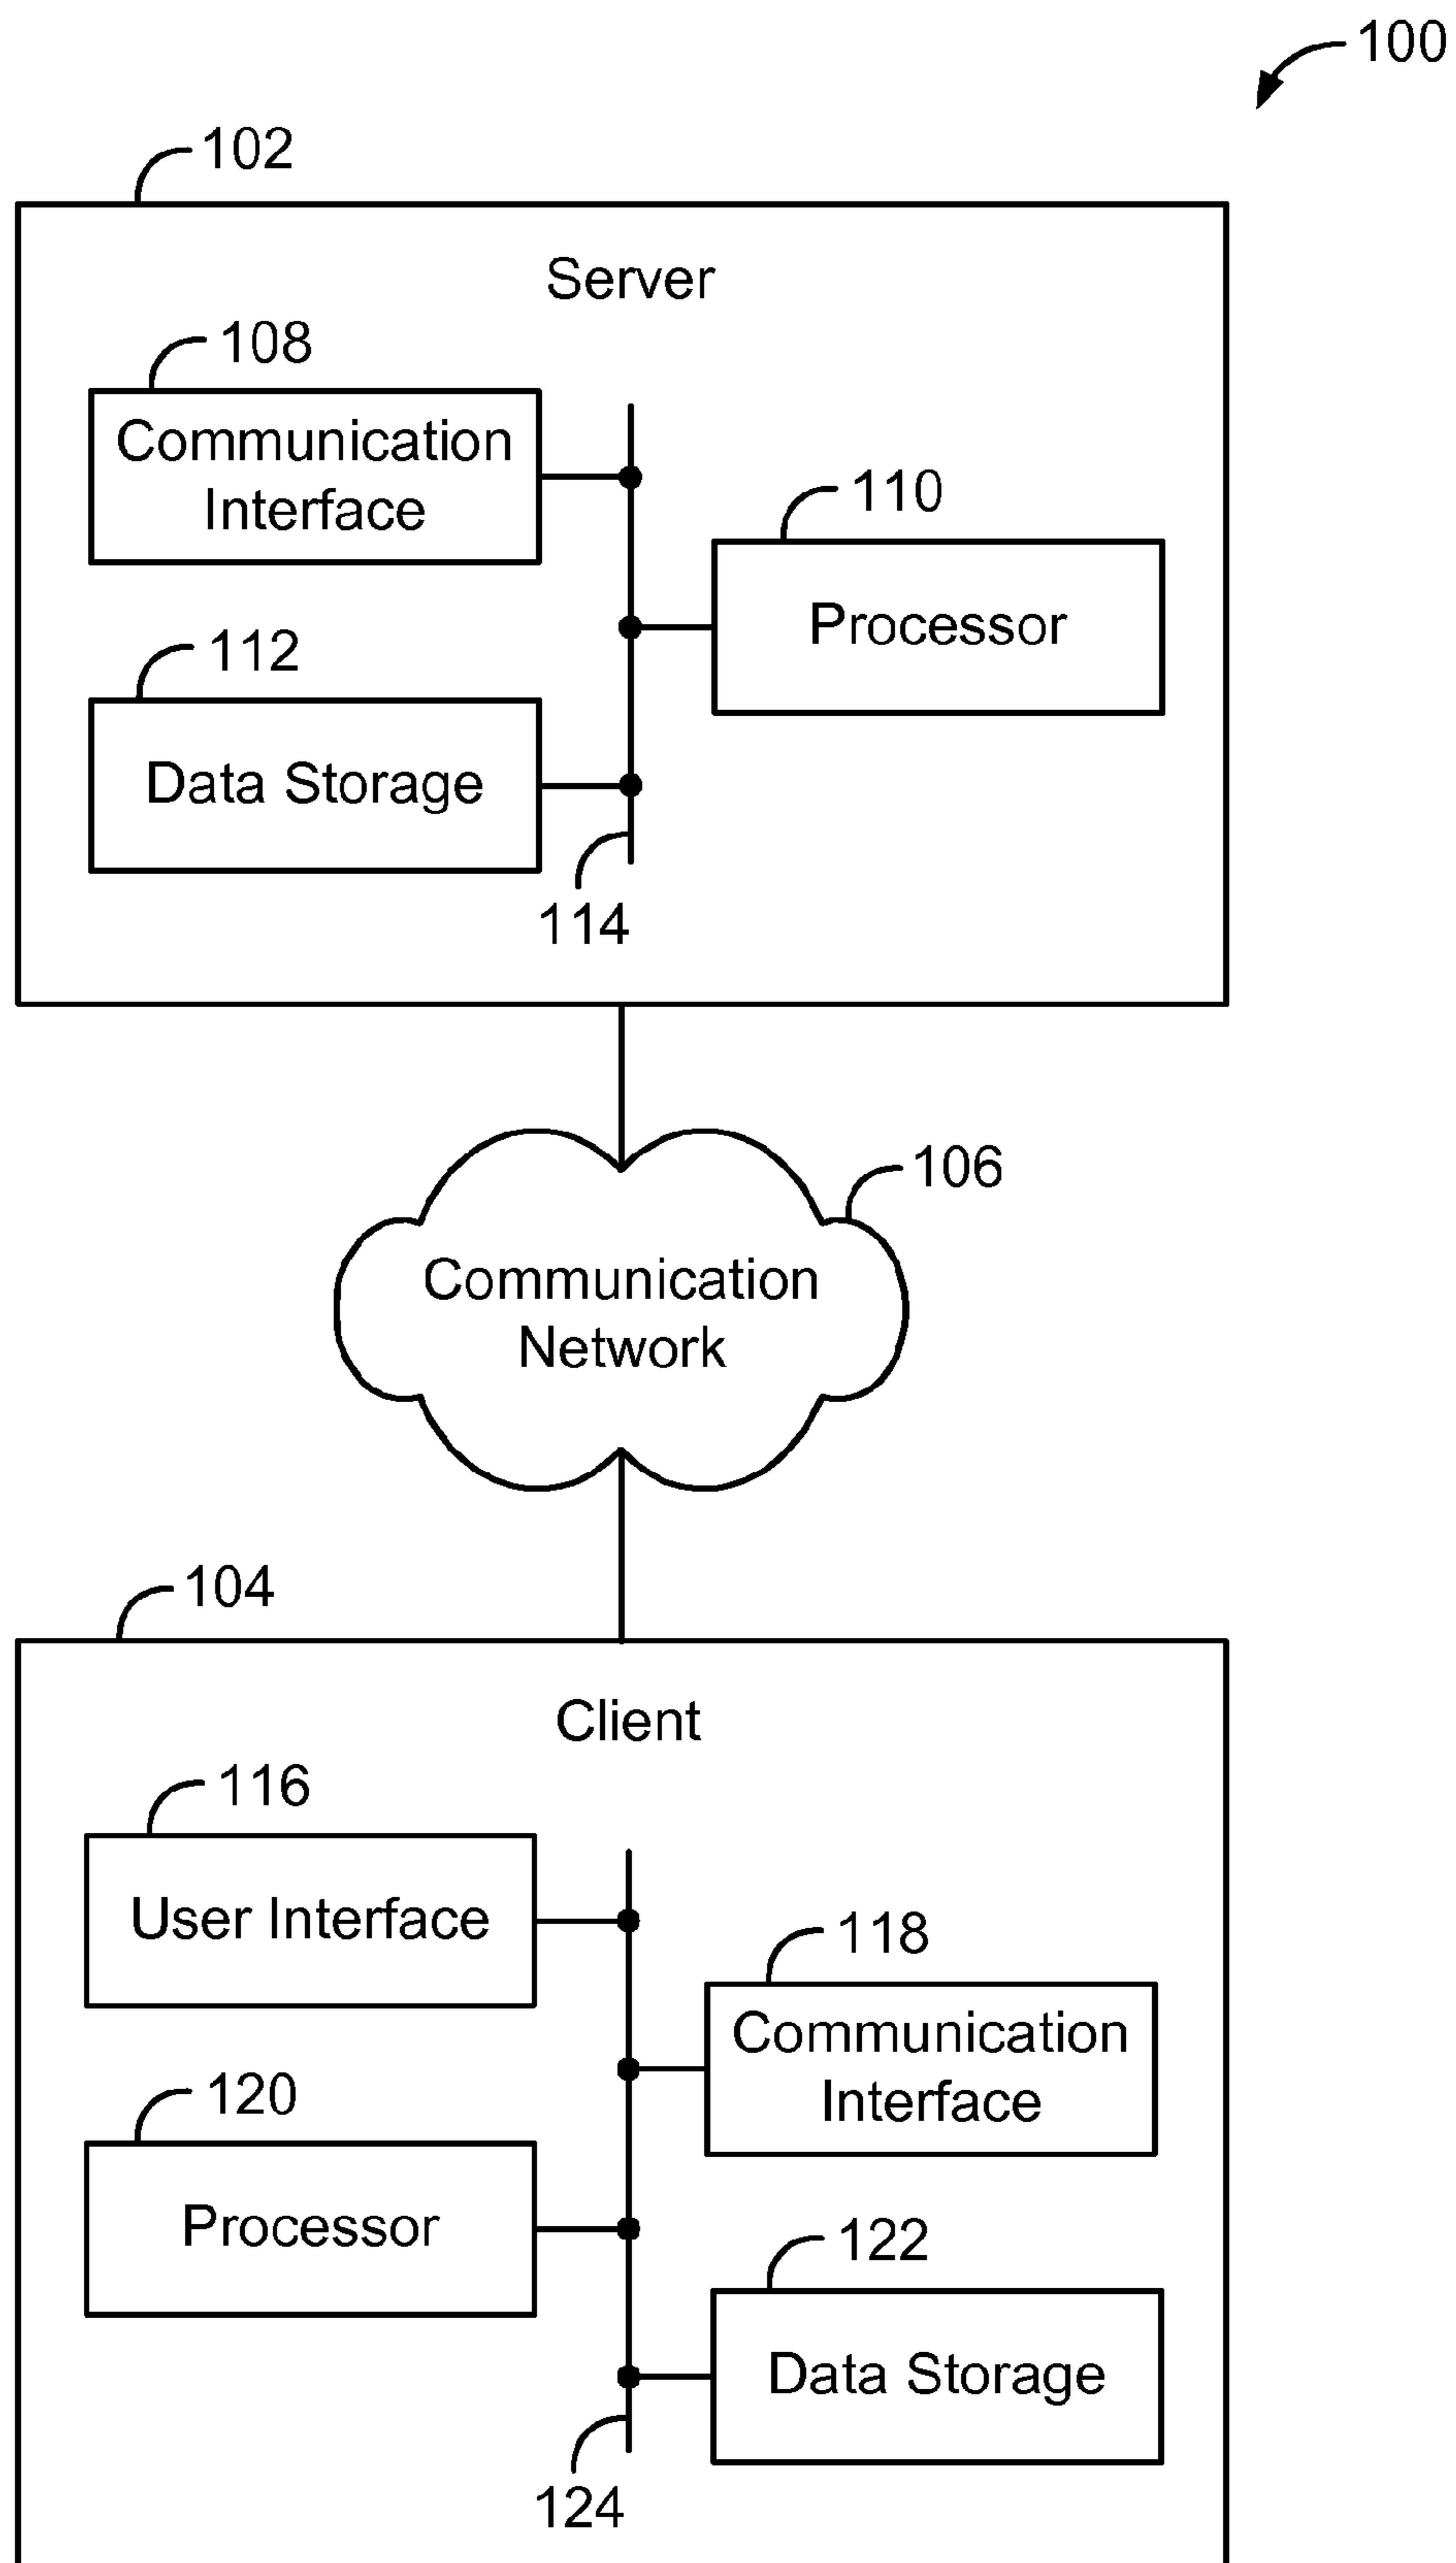 100
102
Server
108
Communication
Interface
110
Processor
112
Data Storage
114
106
Communication
Network
104
Client
116
User Interface
118
Communication
Interface
120
Processor
122
Data Storage
124